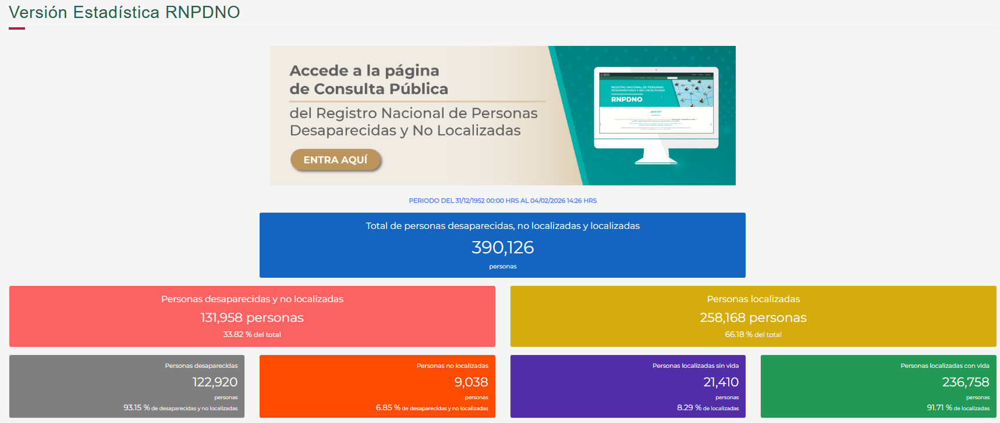 Versión Estadística RNPDNO
Accede a la página
de Consulta Pública
del Registro Nacional de Personas
Desaparecidas y No Localizadas
ENTRA AQUÍ
REGISTRO NACIONAL DE PERSONAS
DESAPARECIDAS Y NO LOCALIZADAS
RNPDNO
¿QUÉ ES?
PERIODO DEL 31/12/1952 00:00 HRS AL 04/02/2026 14:26 HRS
Total de personas desaparecidas, no localizadas y localizadas
390,126
personas
Personas desaparecidas y no localizadas
131,958 personas
33.82 % del total
Personas localizadas
258,168 personas
66.18 % del total
Personas desaparecidas
122,920
personas
93.15 % de desaparecidas y no localizadas
Personas no localizadas
9,038
personas
6.85 % de desaparecidas y no localizadas
Personas localizadas sin vida
21,410
personas
8.29 % de localizadas
Personas localizadas con vida
236,758
personas
91.71 % de localizadas